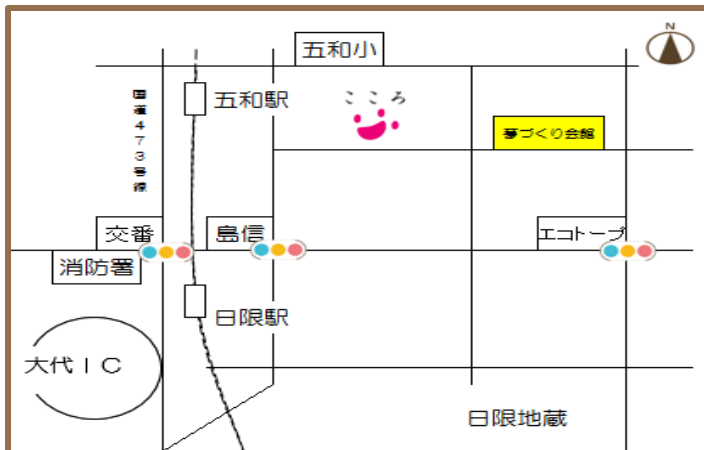 N
五和小
国道473号線
五和駅
こころ
夢づくり会館
交番
島信
エコトープ
消防署
日限駅
大代IC
日限地蔵